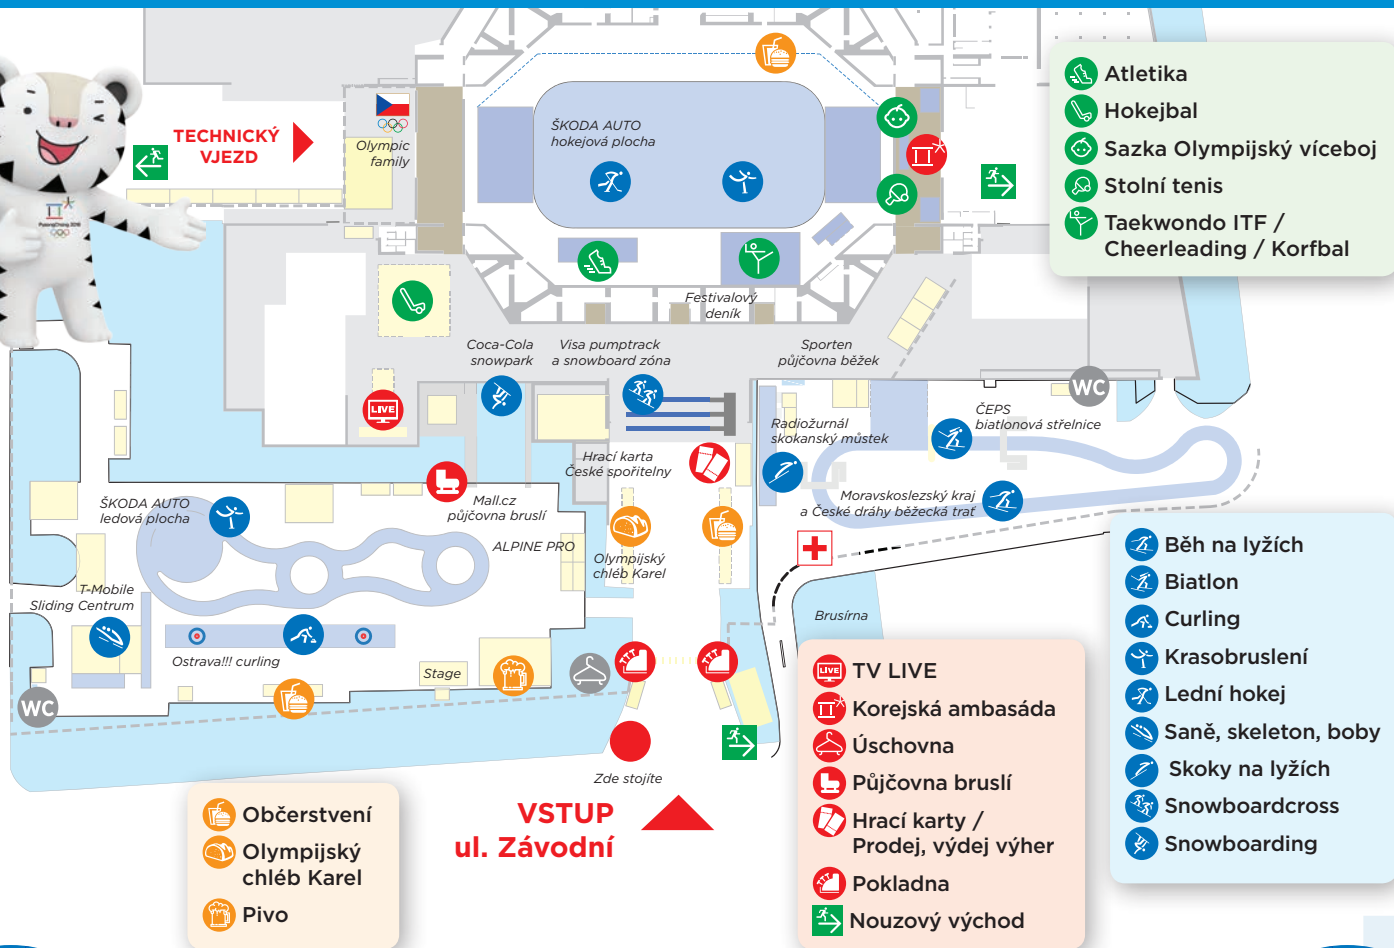 TECHNICKÝ
VJEZD
Olympic
family
ŠKODA AUTO
hokejová plocha
Atletika
Hokejbal
Sazka Olympijský víceboj
Stolní tenis
Taekwondo ITF /
Cheerleading / Korfbal
Festivalový
deník
Coca-Cola
snowpark
Visa pumptrack
a snowboard zóna
Sporten
půjčovna běžek
LIVE
WC
Radiožurnál
skokanský můstek
ČEPS
biatlonová střelnice
Hrací karta
České spořitelny
Moravskoslezský kraj
a České dráhy běžecká trať
ŠKODA AUTO
ledová plocha
Mall.cz
půjčovna bruslí
ALPINE PRO
Olympijský
chléb Karel
T-Mobile
Sliding Centrum
Ostrava!!! curling
Stage
Brusírna
WC
Zde stojíte
VSTUP
ul. Závodní
Občerstvení
Olympijský
chléb Karel
Pivo
LIVE TV LIVE
Korejská ambasáda
Úschovna
Půjčovna bruslí
Hrací karty /
Prodej, výdej výher
Pokladna
Nouzový východ
Běh na lyžích
Biatlon
Curling
Krasobruslení
Lední hokej
Saně, skeleton, boby
Skoky na lyžích
Snowboardcross
Snowboarding